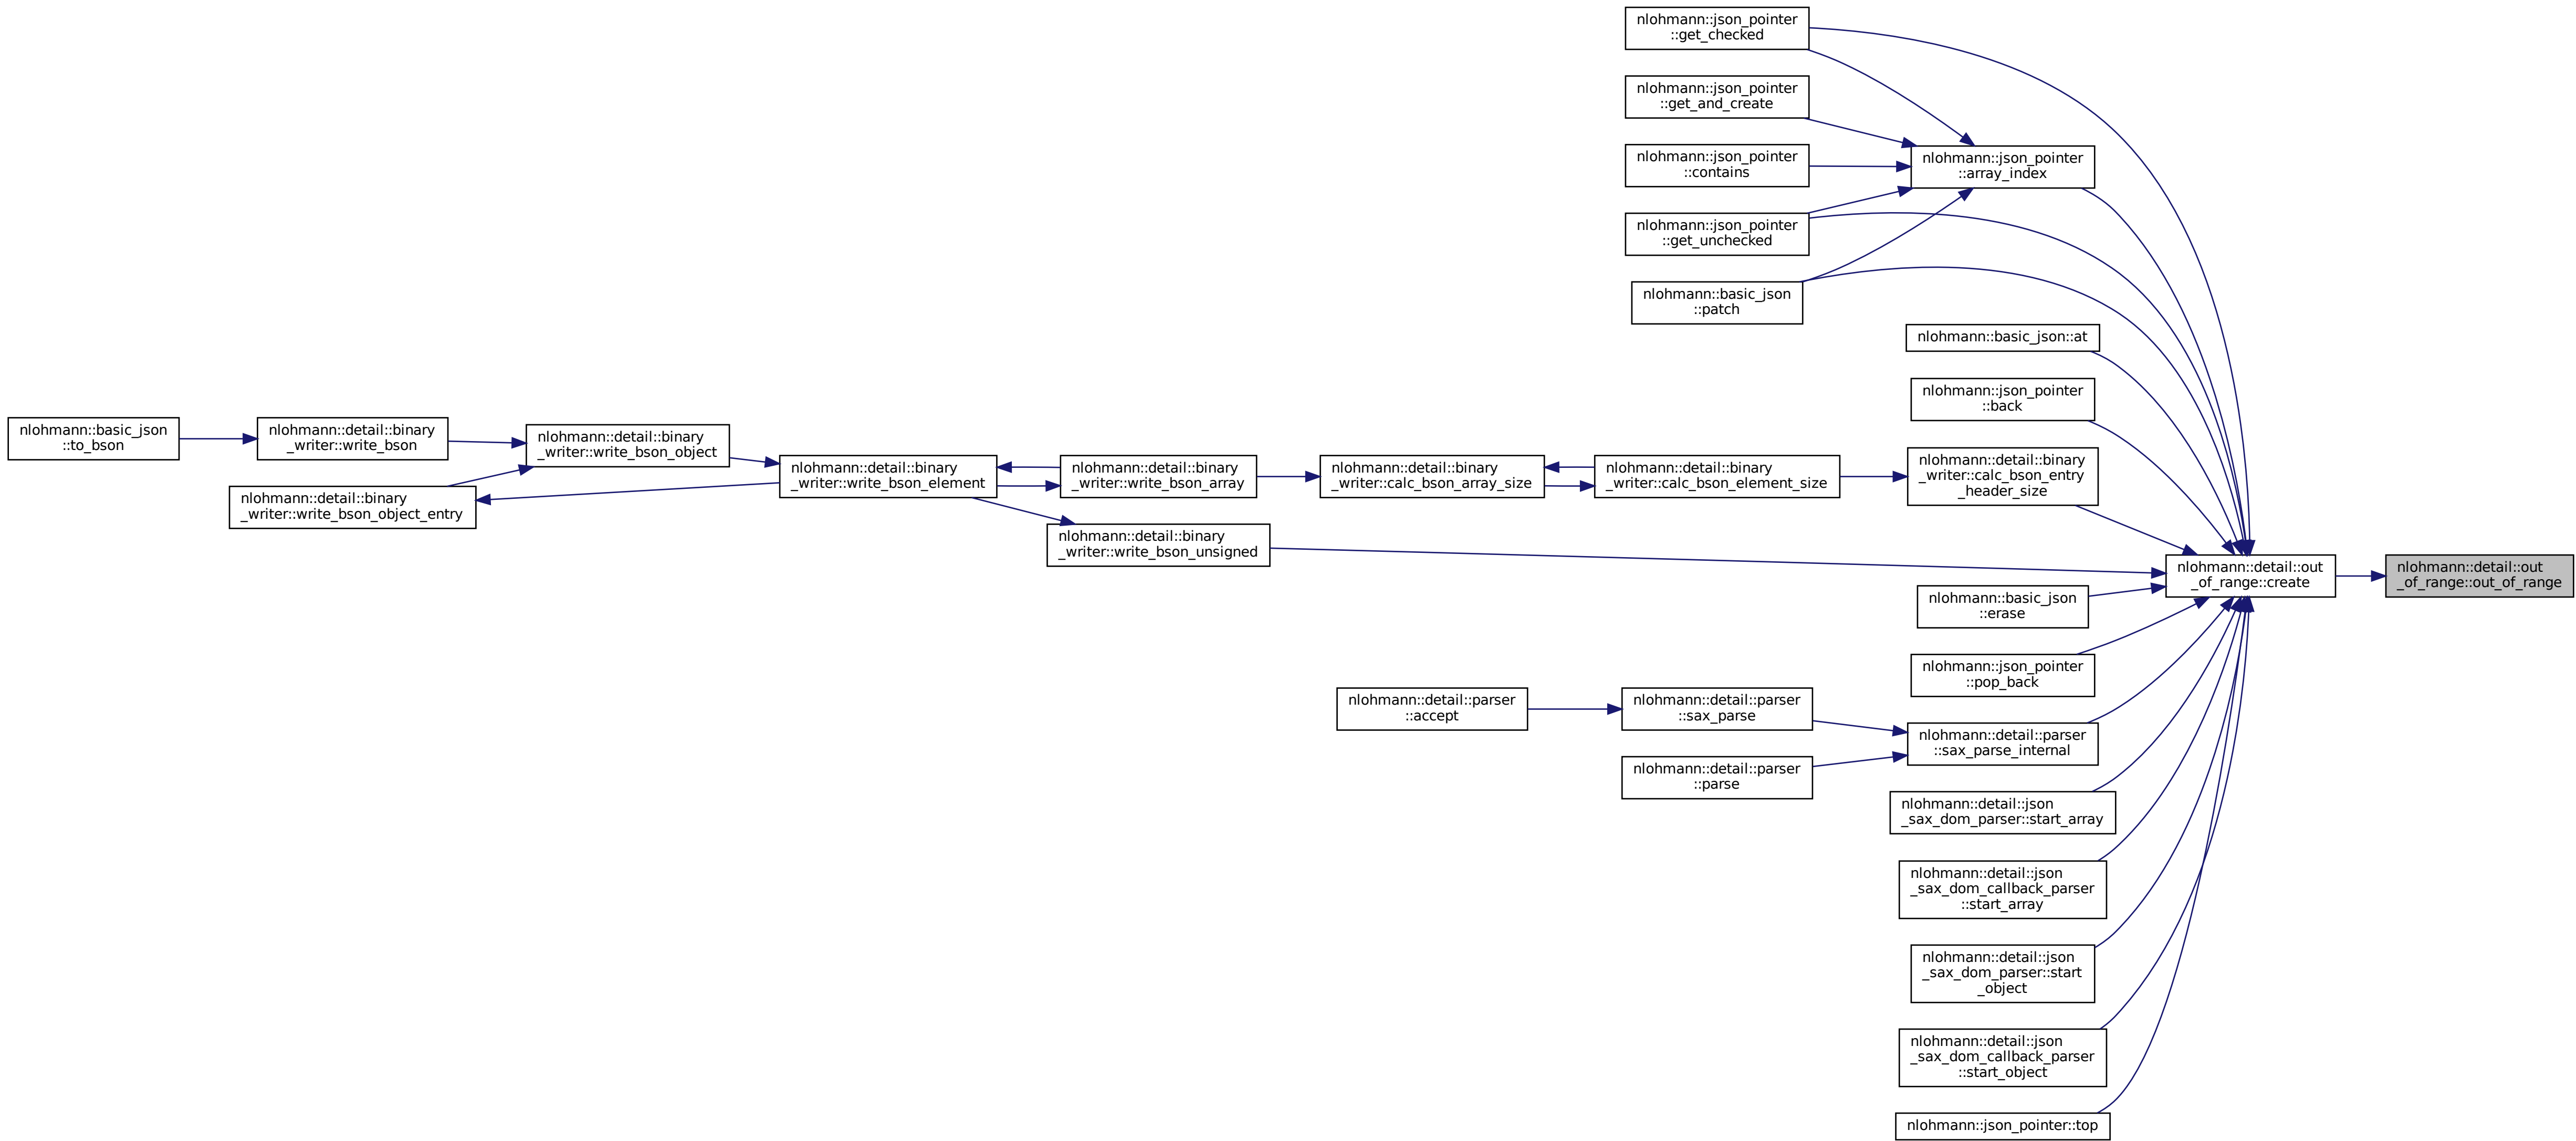 nlohmann::json_pointer
::get_checked
nlohmann::json_pointer
::get_and_create
nlohmann::json_pointer
::contains
nlohmann::json_pointer
::array_index
nlohmann::json_pointer
::get_unchecked
nlohmann::basic_json
::patch
nlohmann::basic_json::at
nlohmann::json_pointer
::back
nlohmann::basic_json
::to_bson
nlohmann::detail::binary
_writer::write_bson
nlohmann::detail::binary
_writer::write_bson_object
nlohmann::detail::binary
_writer::write_bson_object_entry
nlohmann::detail::binary
_writer::write_bson_element
nlohmann::detail::binary
_writer::write_bson_array
nlohmann::detail::binary
_writer::calc_bson_array_size
nlohmann::detail::binary
_writer::calc_bson_element_size
nlohmann::detail::binary
_writer::calc_bson_entry
_header_size
nlohmann::detail::binary
_writer::write_bson_unsigned
nlohmann::detail::out
_of_range::create
nlohmann::detail::out
_of_range::out_of_range
nlohmann::basic_json
::erase
nlohmann::json_pointer
::pop_back
nlohmann::detail::parser
::accept
nlohmann::detail::parser
::sax_parse
nlohmann::detail::parser
::sax_parse_internal
nlohmann::detail::parser
::parse
nlohmann::detail::json
_sax_dom_parser::start_array
nlohmann::detail::json
_sax_dom_callback_parser
::start_array
nlohmann::detail::json
_sax_dom_parser::start
_object
nlohmann::detail::json
_sax_dom_callback_parser
::start_object
nlohmann::json_pointer::top